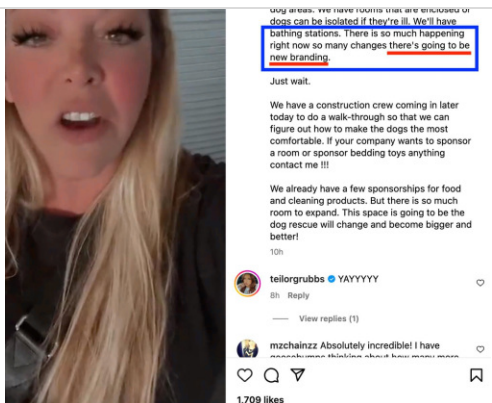 dog areas. We have rooms that are enclosed or
dogs can be isolated if they're ill. We'll have
bathing stations. There is so much happening
right now so many changes there's going to be
new branding.
Just wait.
We have a construction crew coming in later
today to do a walk-through so that we can
figure out how to make the dogs the most
comfortable. If your company wants to sponsor
a room or sponsor bedding toys anything
contact me !!!
We already have a few sponsorships for food
and cleaning products. But there is so much
room to expand. This space is going to be the
dog rescue will change and become bigger and
better!
10h
teilorgrubbs YAYYYYY
8h Reply
View replies (1)
mzchainzz Absolutely incredible! I have
goosebumps thinking about how many more
1,709 likes